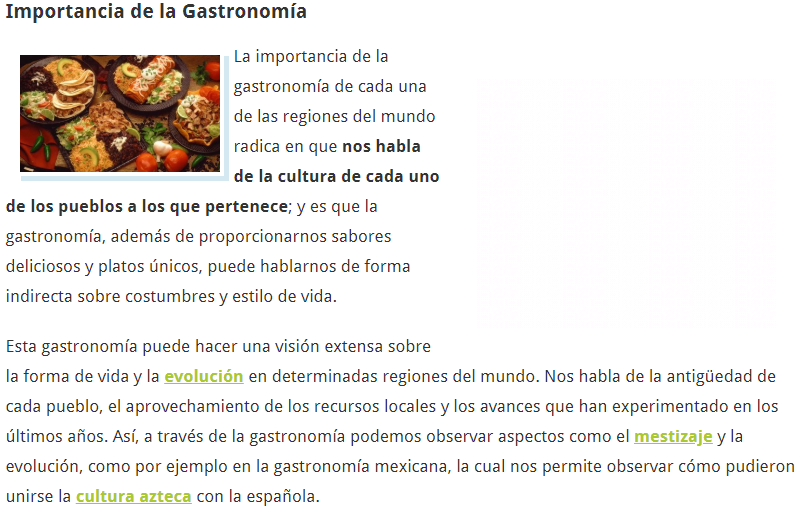 Importancia de la Gastronomía
La importancia de la
gastronomía de cada una
de las regiones del mundo
radica en que nos habla
de la cultura de cada uno
de los pueblos a los que pertenece; y es que la
gastronomía, además de proporcionarnos sabores
deliciosos y platos únicos, puede hablarnos de forma
indirecta sobre costumbres y estilo de vida.
Esta gastronomía puede hacer una visión extensa sobre
la forma de vida y la evolución en determinadas regiones del mundo. Nos habla de la antigüedad de
cada pueblo, el aprovechamiento de los recursos locales y los avances que han experimentado en los
últimos años. Así, a través de la gastronomía podemos observar aspectos como el mestizaje y la
evolución, como por ejemplo en la gastronomía mexicana, la cual nos permite observar cómo pudieron
unirse la cultura azteca con la española.